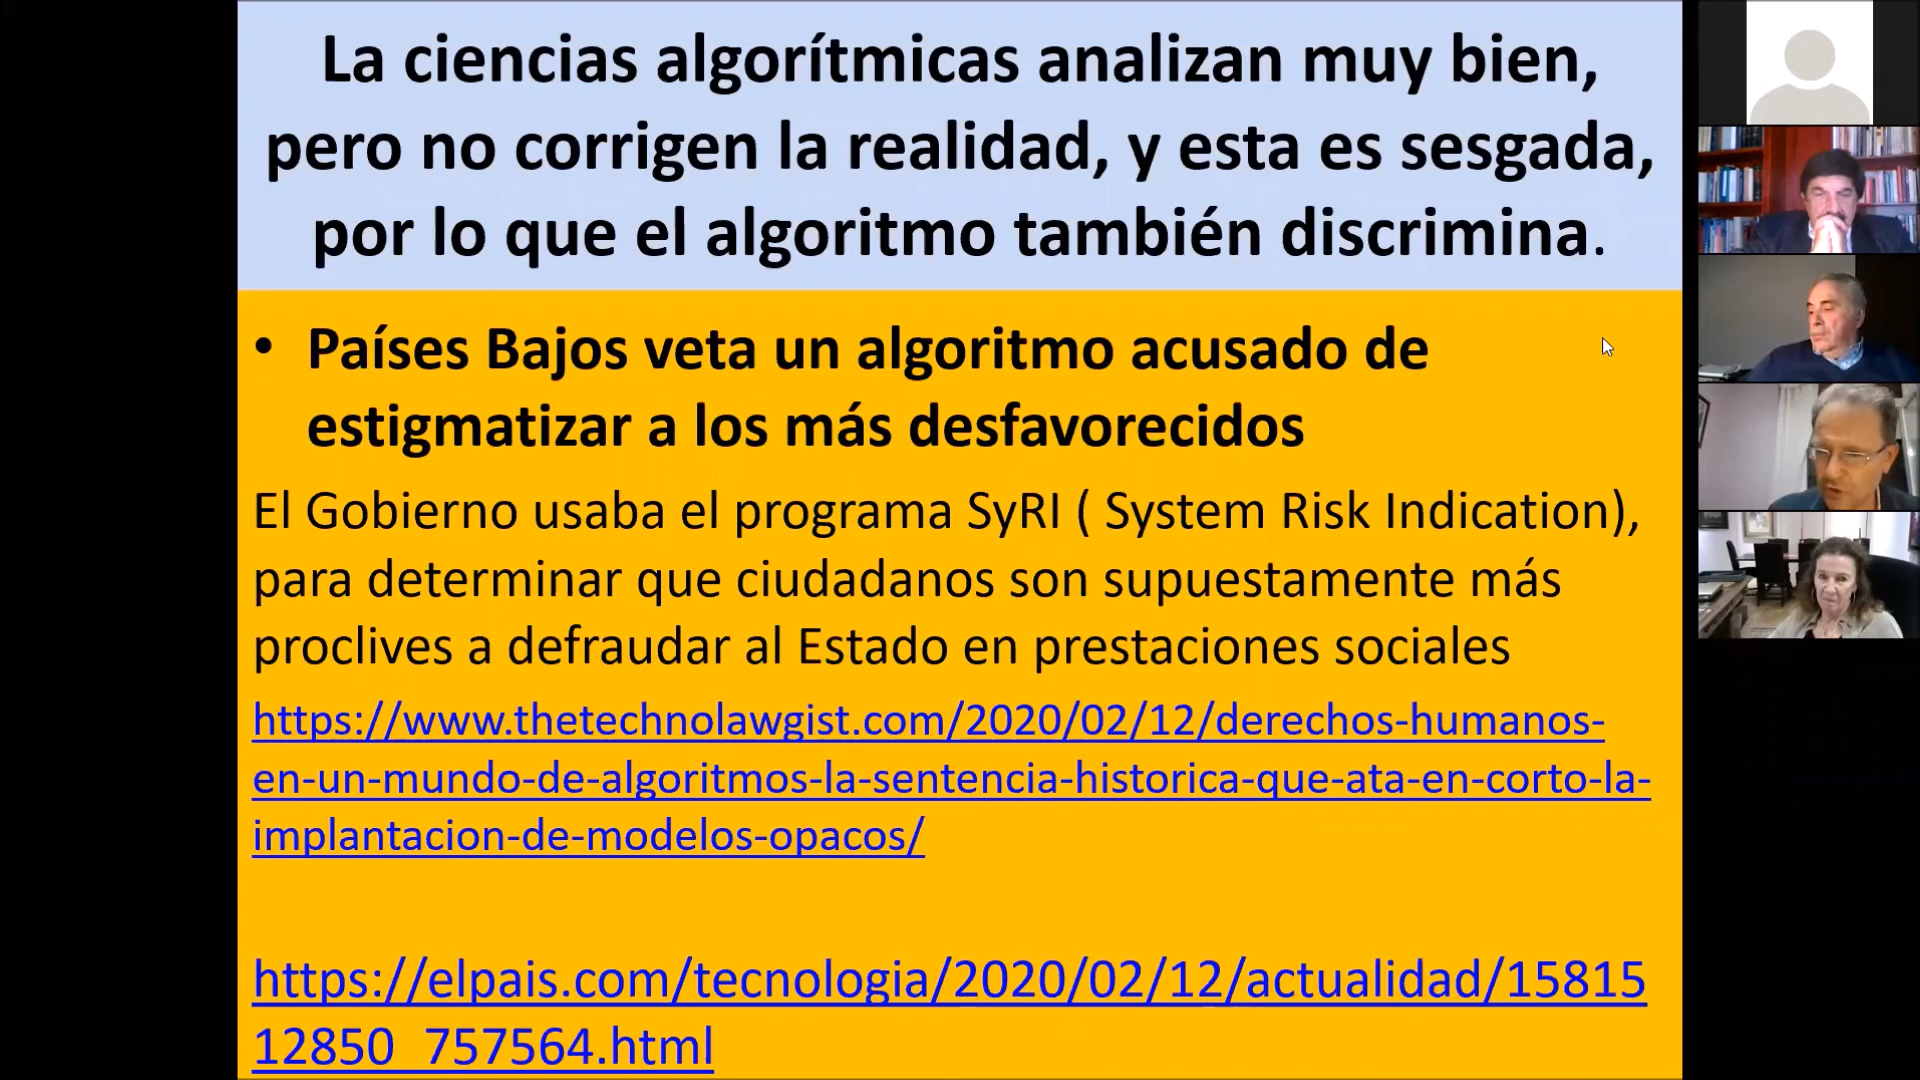 La ciencias algorítmicas analizan muy bien,
pero no corrigen la realidad, y esta es sesgada,
por lo que el algoritmo también discrimina.
• Países Bajos veta un algoritmo acusado de
estigmatizar a los más desfavorecidos
El Gobierno usaba el programa SyRI ( System Risk Indication),
para determinar que ciudadanos son supuestamente más
proclives a defraudar al Estado en prestaciones sociales
https://www.thetechnolawgist.com/2020/02/12/derechos-humanos-
en-un-mundo-de-algoritmos-la-sentencia-historica-que-ata-en-corto-la-
implantacion-de-modelos-opacos/
https://elpais.com/tecnologia/2020/02/12/actualidad/15815
12850_757564.html